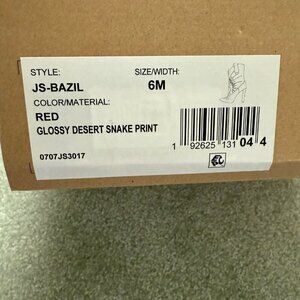 STYLE: SIZE/WIDTH:
JS-BAZIL 6M
COLOR/MATERIAL:
RED
GLOSSY DESERT SNAKE PRINT
0707JS3017
1 92625 131 04 4